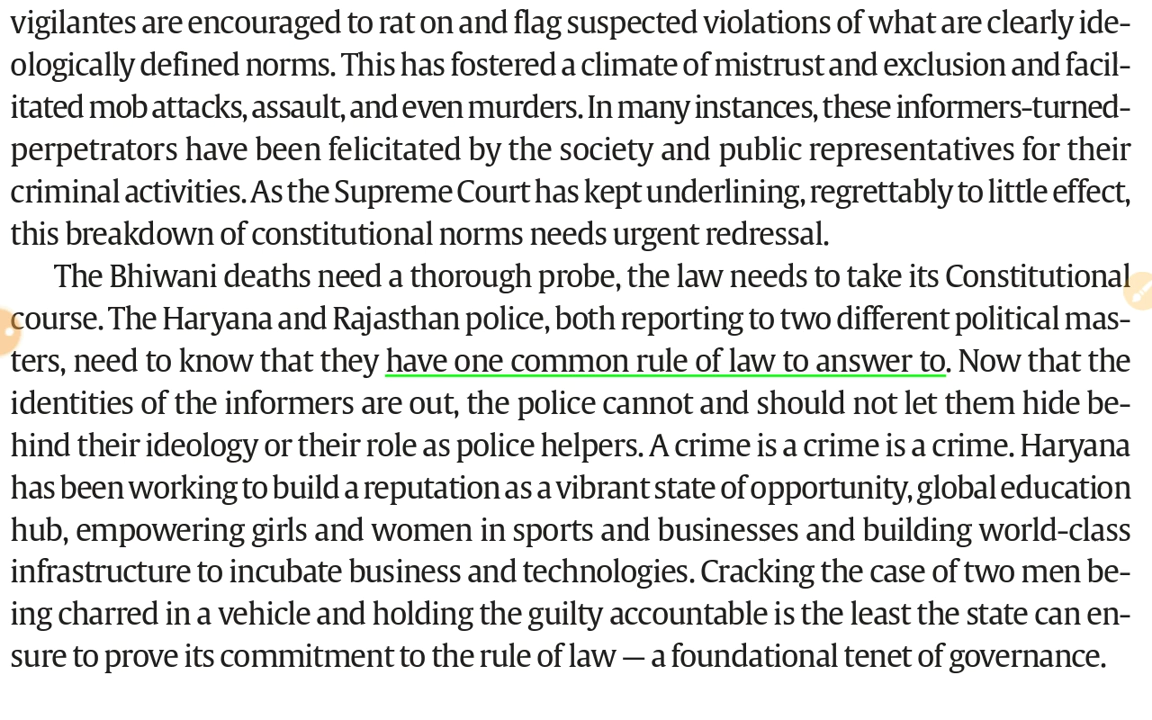 vigilantes are encouraged to rat on and flag suspected violations of what are clearly ide-
ologically defined norms. This has fostered a climate of mistrust and exclusion and facil-
itated mob attacks, assault, and even murders. In many instances, these informers-turned-
perpetrators have been felicitated by the society and public representatives for their
criminal activities. As the Supreme Court has kept underlining, regrettably to little effect,
this breakdown of constitutional norms needs urgent redressal.
The Bhiwani deaths need a thorough probe, the law needs to take its Constitutional
course. The Haryana and Rajasthan police, both reporting to two different political mas-
ters, need to know that they have one common rule of law to answer to. Now that the
identities of the informers are out, the police cannot and should not let them hide be-
hind their ideology or their role as police helpers. A crime is a crime is a crime. Haryana
has been working to build a reputation as a vibrant state of opportunity, global education
hub, empowering girls and women in sports and businesses and building world-class
infrastructure to incubate business and technologies. Cracking the case of two men be-
ing charred in a vehicle and holding the guilty accountable is the least the state can en-
sure to prove its commitment to the rule of law — a foundational tenet of governance.